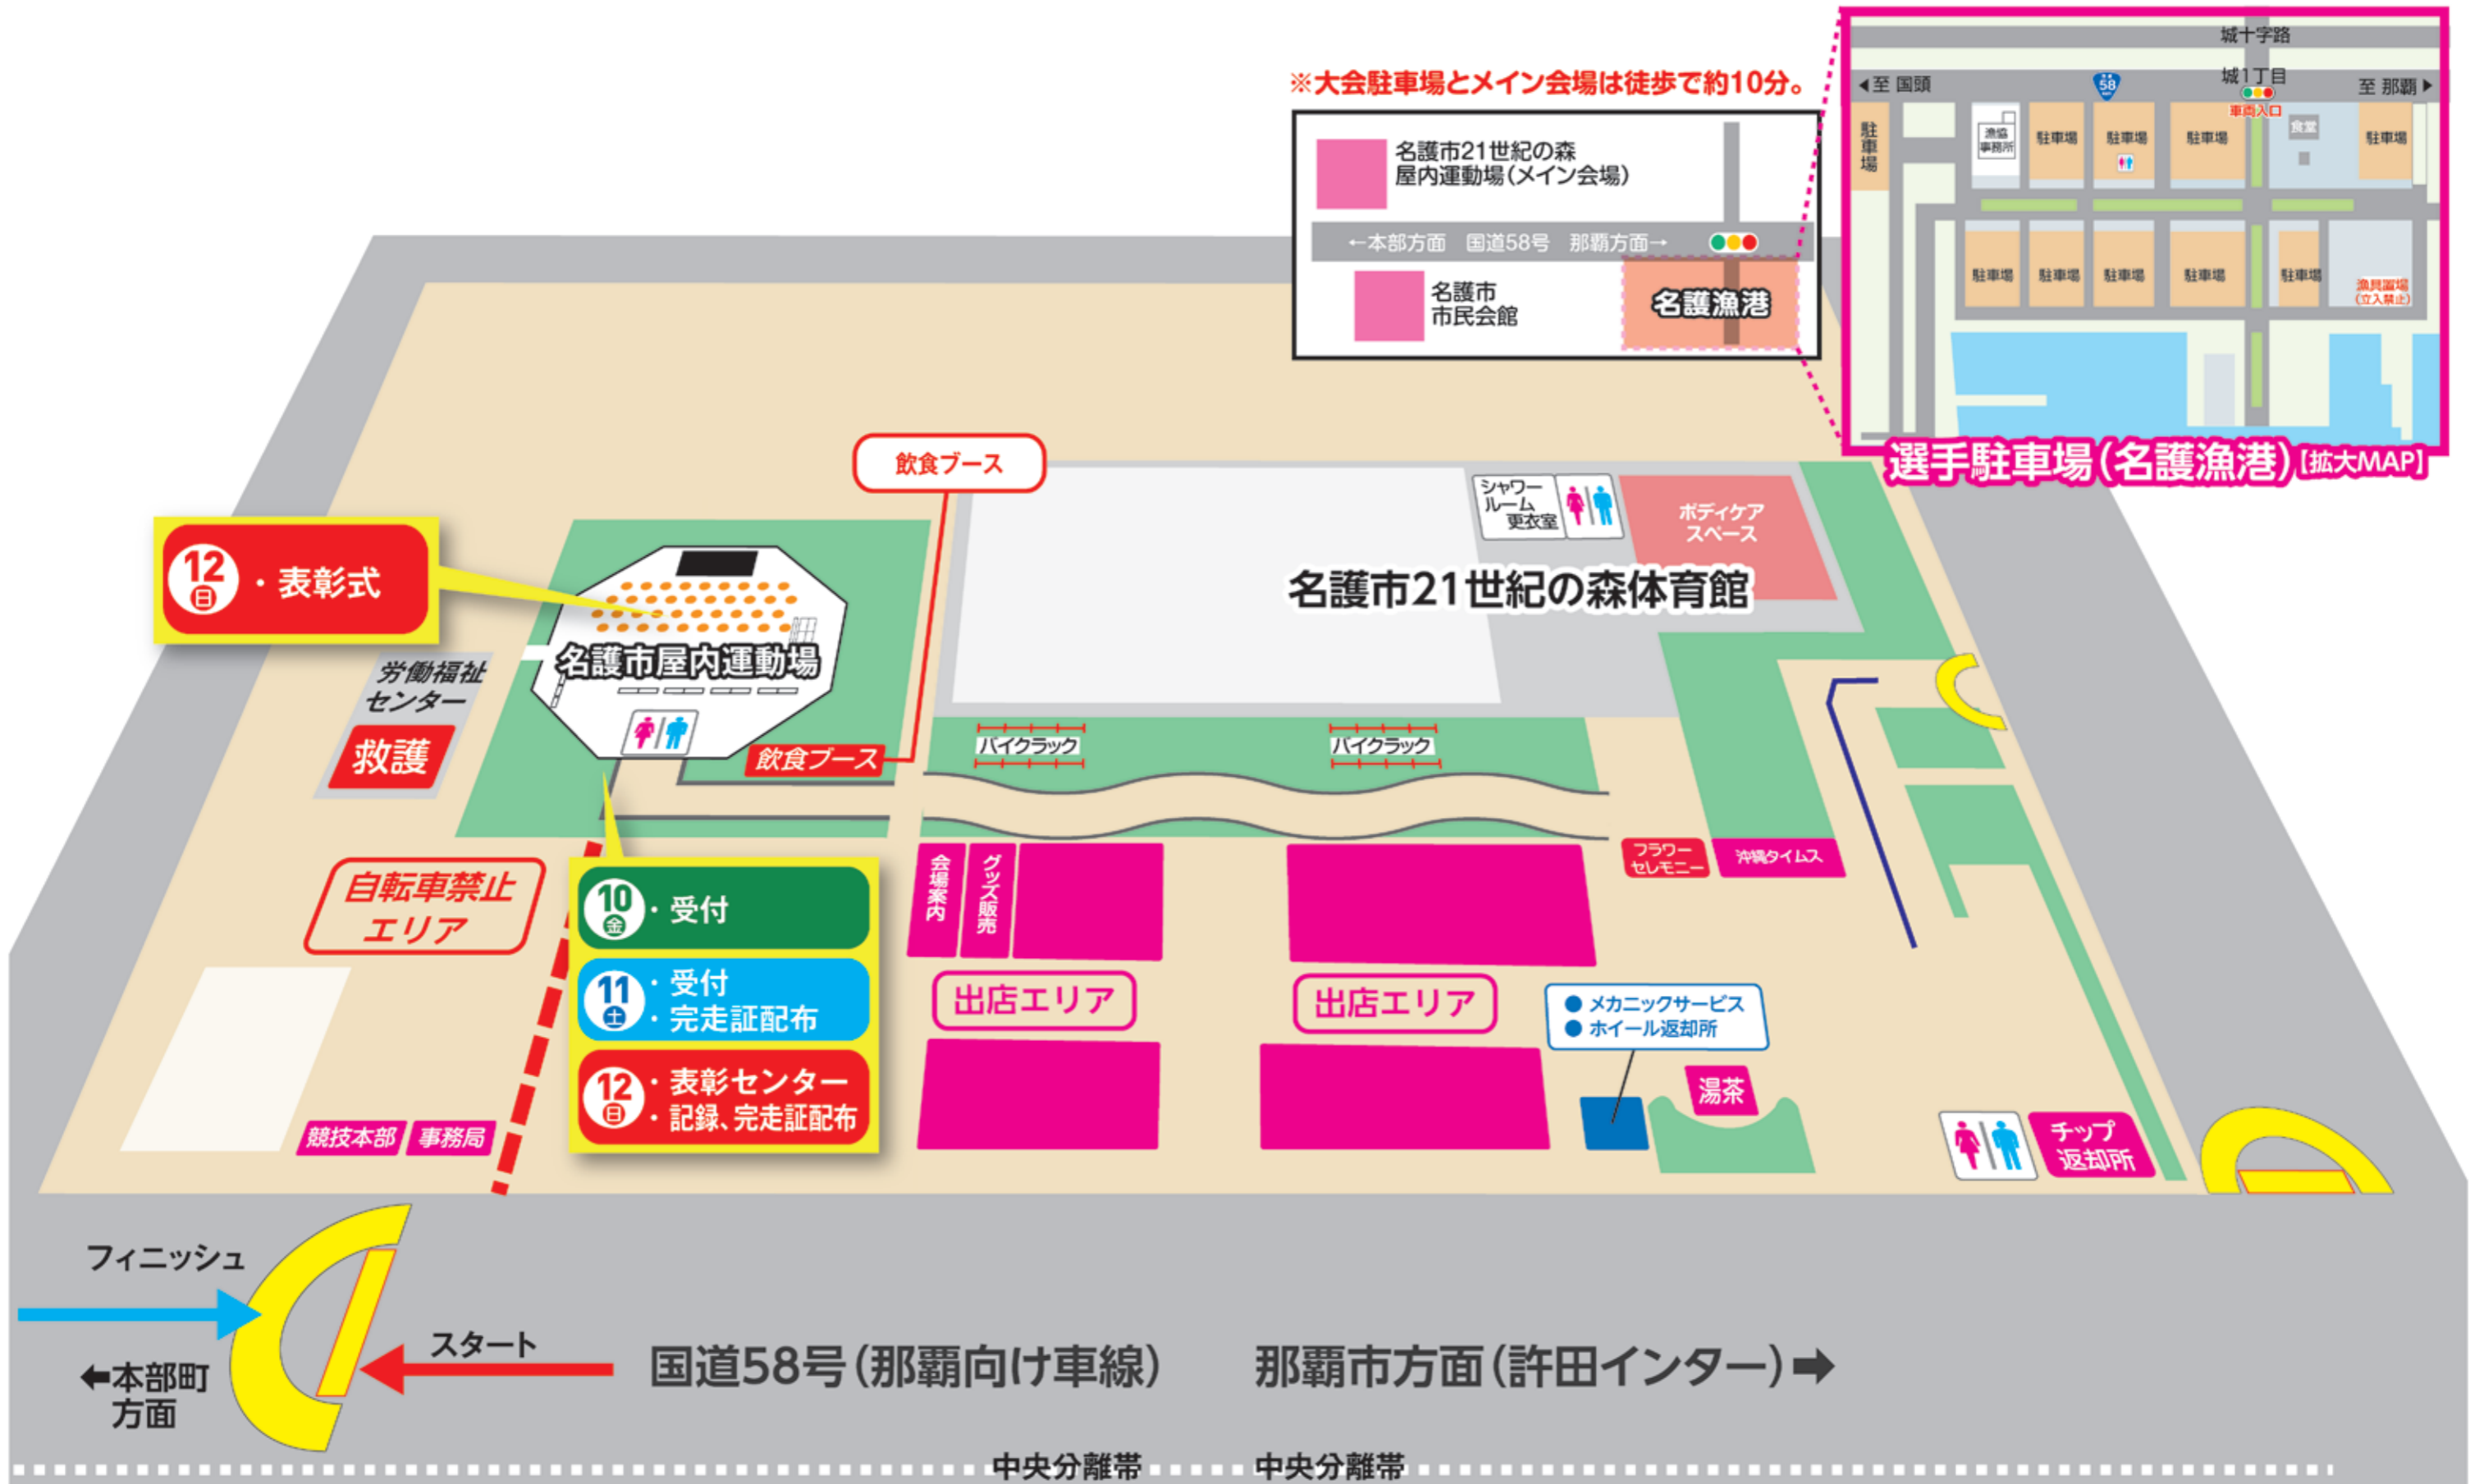 ※大会駐車場とメイン会場は徒歩で約10分。
名護市21世紀の森
屋内運動場(メイン会場)
←本部方面 国道58号 那覇方面→
名護市
市民会館
名護漁港
城十字路
城1丁目
◀至 国頭
58
至 那覇▶
車両入口
駐車場
漁協
事務所
駐車場
駐車場
駐車場
食堂
駐車場
駐車場
駐車場
駐車場
駐車場
駐車場
漁具置場
(立入禁止)
選手駐車場(名護漁港)【拡大MAP】
飲食ブース
シャワー
ルーム
更衣室
ボディケア
スペース
名護市21世紀の森体育館
12
日
・表彰式
名護市屋内運動場
労働福祉
センター
救護
飲食ブース
バイクラック
バイクラック
自転車禁止
エリア
10
金
・受付
11
土
・受付
・完走証配布
12
日
・表彰センター
・記録、完走証配布
会場案内
グッズ販売
出店エリア
出店エリア
フラワー
セレモニー
沖縄タイムス
●メカニックサービス
●ホイール返却所
湯茶
チップ
返却所
競技本部
事務局
フィニッシュ
スタート
←本部町
方面
国道58号(那覇向け車線)
那覇市方面(許田インター)➡
中央分離帯
中央分離帯